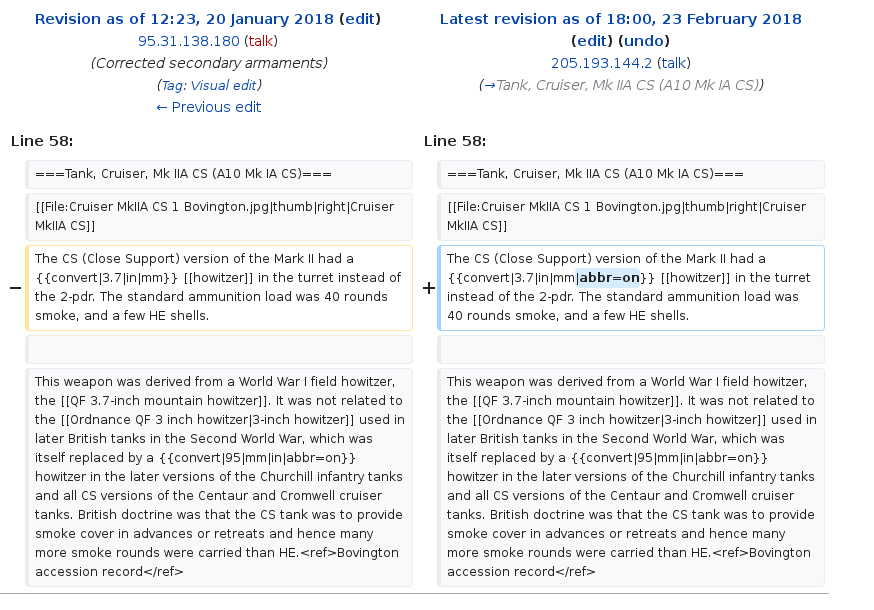 Revision as of 12:23, 20 January 2018 (edit)
95.31.138.180 (talk)
(Corrected secondary armaments)
(Tag: Visual edit)
← Previous edit
Latest revision as of 18:00, 23 February 2018
(edit) (undo)
205.193.144.2 (talk)
(→Tank, Cruiser, Mk IIA CS (A10 Mk IA CS))
Line 58:
Line 58:
===Tank, Cruiser, Mk IIA CS (A10 Mk IA CS)===
===Tank, Cruiser, Mk IIA CS (A10 Mk IA CS)===
[[File:Cruiser MkIIA CS 1 Bovington.jpg|thumb|right|Cruiser
MkIIA CS]]
[[File:Cruiser MkIIA CS 1 Bovington.jpg|thumb|right|Cruiser
MkIIA CS]]
−
The CS (Close Support) version of the Mark II had a
{{convert|3.7|in|mm}} [[howitzer]] in the turret instead of
the 2-pdr. The standard ammunition load was 40 rounds
smoke, and a few HE shells.
+
The CS (Close Support) version of the Mark II had a
{{convert|3.7|in|mm|abbr=on}} [[howitzer]] in the turret
instead of the 2-pdr. The standard ammunition load was
40 rounds smoke, and a few HE shells.
This weapon was derived from a World War I field howitzer,
the [[QF 3.7-inch mountain howitzer]]. It was not related to
the [[Ordnance QF 3 inch howitzer|3-inch howitzer]] used in
later British tanks in the Second World War, which was
itself replaced by a {{convert|95|mm|in|abbr=on}}
howitzer in the later versions of the Churchill infantry tanks
and all CS versions of the Centaur and Cromwell cruiser
tanks. British doctrine was that the CS tank was to provide
smoke cover in advances or retreats and hence many
more smoke rounds were carried than HE.<ref>Bovington
accession record</ref>
This weapon was derived from a World War I field howitzer,
the [[QF 3.7-inch mountain howitzer]]. It was not related to
the [[Ordnance QF 3 inch howitzer|3-inch howitzer]] used in
later British tanks in the Second World War, which was
itself replaced by a {{convert|95|mm|in|abbr=on}}
howitzer in the later versions of the Churchill infantry tanks
and all CS versions of the Centaur and Cromwell cruiser
tanks. British doctrine was that the CS tank was to provide
smoke cover in advances or retreats and hence many
more smoke rounds were carried than HE.<ref>Bovington
accession record</ref>